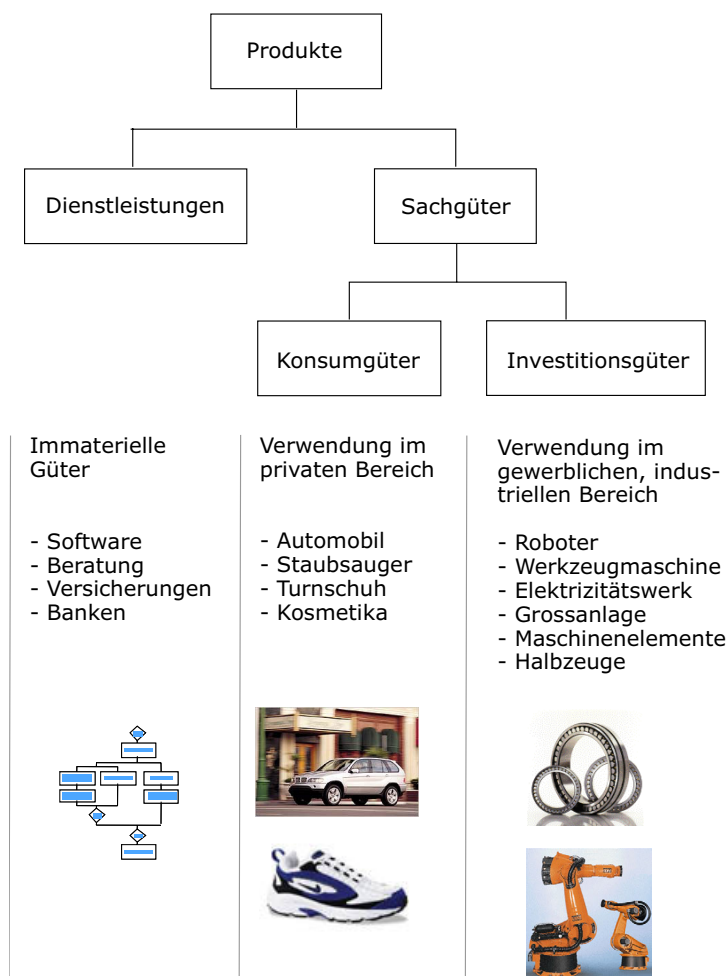 Produkte
Dienstleistungen
Sachgüter
Konsumgüter
Investitionsgüter
Immaterielle
Güter
- Software
- Beratung
- Versicherungen
- Banken
Verwendung im
privaten Bereich
- Automobil
- Staubsauger
- Turnschuh
- Kosmetika
Verwendung im
gewerblichen, indus-
triellen Bereich
- Roboter
- Werkzeugmaschine
- Elektrizitätswerk
- Grossanlage
- Maschinenelemente
- Halbzeuge